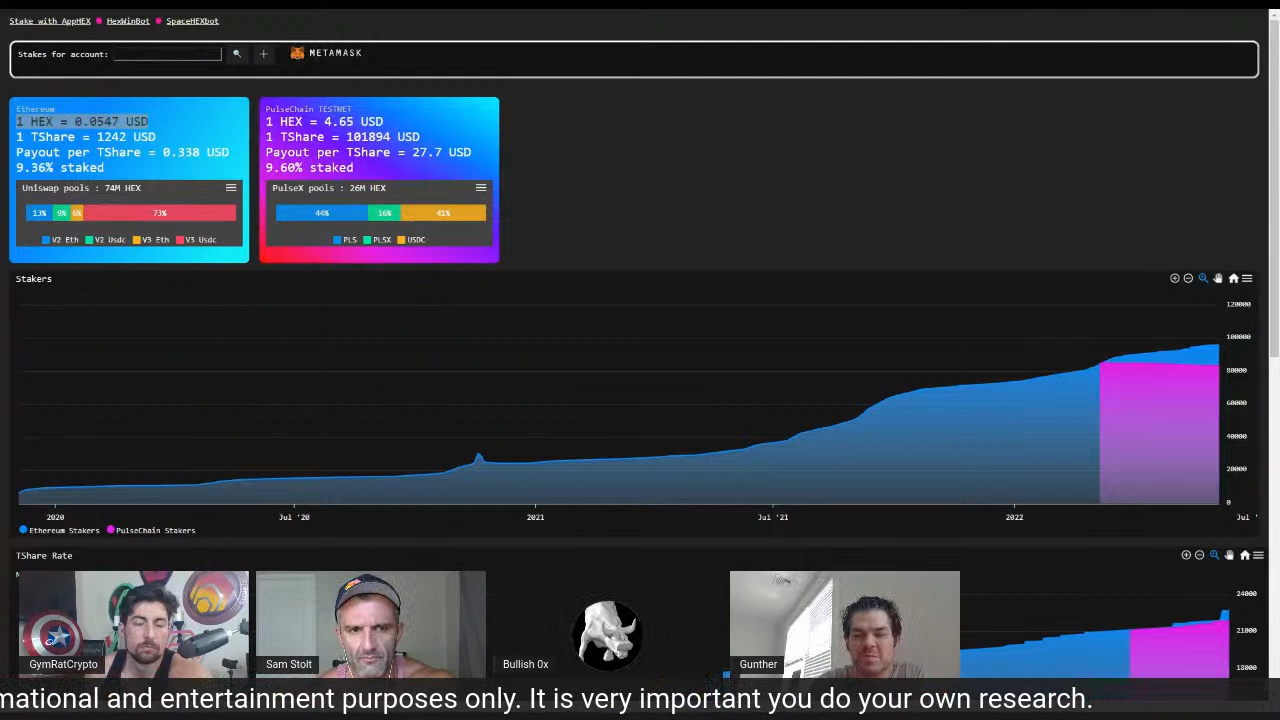 Stake with AppHEX HexWinBot SpaceHEXbot
Stakes for account:
METAMASK
Ethereum
1 HEX = 0.0547 USD
1 TShare = 1242 USD
Payout per TShare = 0.338 USD
9.36% staked
Uniswap pools : 74M HEX
13% 9% 6% 73%
V2 Eth V2 Usdc V3 Eth V3 Usdc
PulseChain TESTNET
1 HEX = 4.65 USD
1 TShare = 101894 USD
Payout per TShare = 27.7 USD
9.60% staked
PulseX pools : 26M HEX
44% 16% 41%
PLS PLSX USDC
Stakers
120000
100000
80000
60000
40000
20000
0
2020 Jul '20 2021 Jul '21 2022 Jul '
Ethereum Stakers PulseChain Stakers
TShare Rate
24000
21000
18000
GymRatCrypto
Sam Stolt
Bullish 0x
Gunther
mational and entertainment purposes only. It is very important you do your own research.